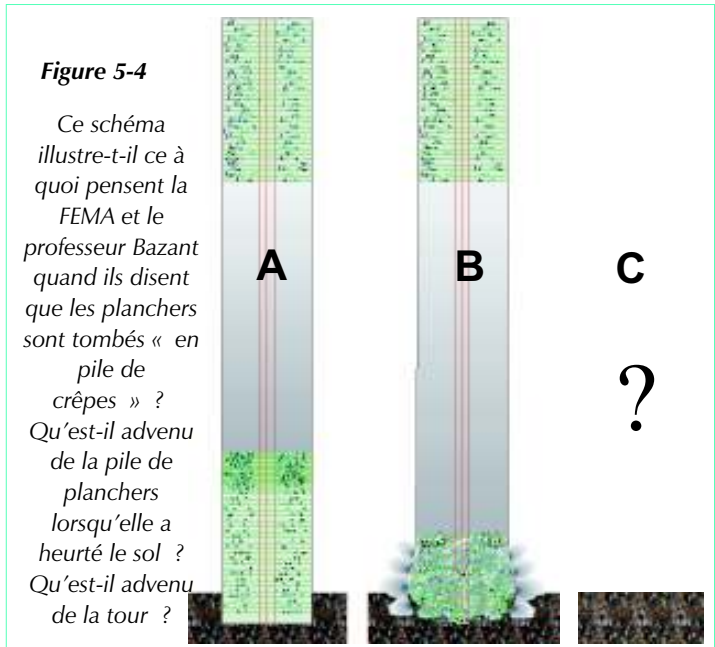 Figure 5-4
Ce schéma
illustre-t-il ce à
quoi pensent la
FEMA et le
professeur Bazant
quand ils disent
que les planchers
sont tombés «  en
pile de
crêpes  »  ?
Qu'est-il advenu
de la pile de
planchers
lorsqu'elle a
heurté le sol  ?
Qu'est-il advenu
de la tour  ?
A
B
C
?